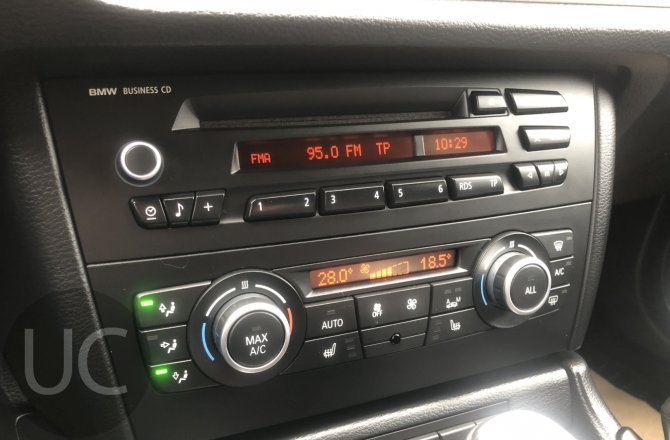 BMW BUSINESS CD
FMA 95.0 FM TP 10:29
1 2 3 4 5 6 RDS TP
28.0° 18.5°
AUTO OFF A M A/C
MAX A/C
ALL
UC